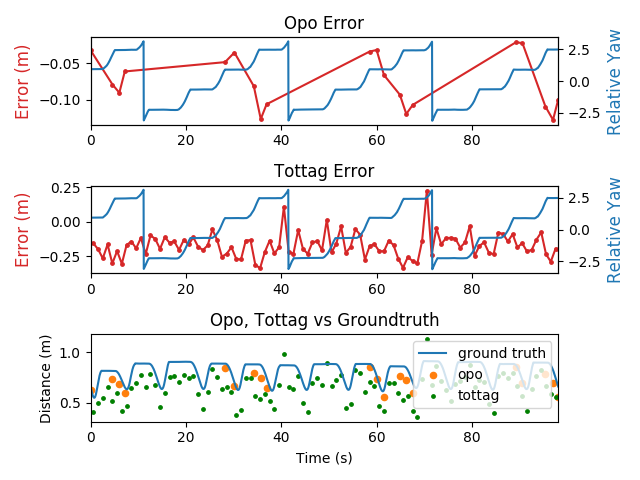 Opo Error
Error (m)
−0.05
−0.10
2.5
0.0
−2.5
Relative Yaw
0 20 40 60 80
Tottag Error
Error (m)
0.25
0.00
−0.25
2.5
0.0
−2.5
Relative Yaw
0 20 40 60 80
Opo, Tottag vs Groundtruth
Distance (m)
1.0
0.5
ground truth
opo
tottag
0 20 40 60 80
Time (s)